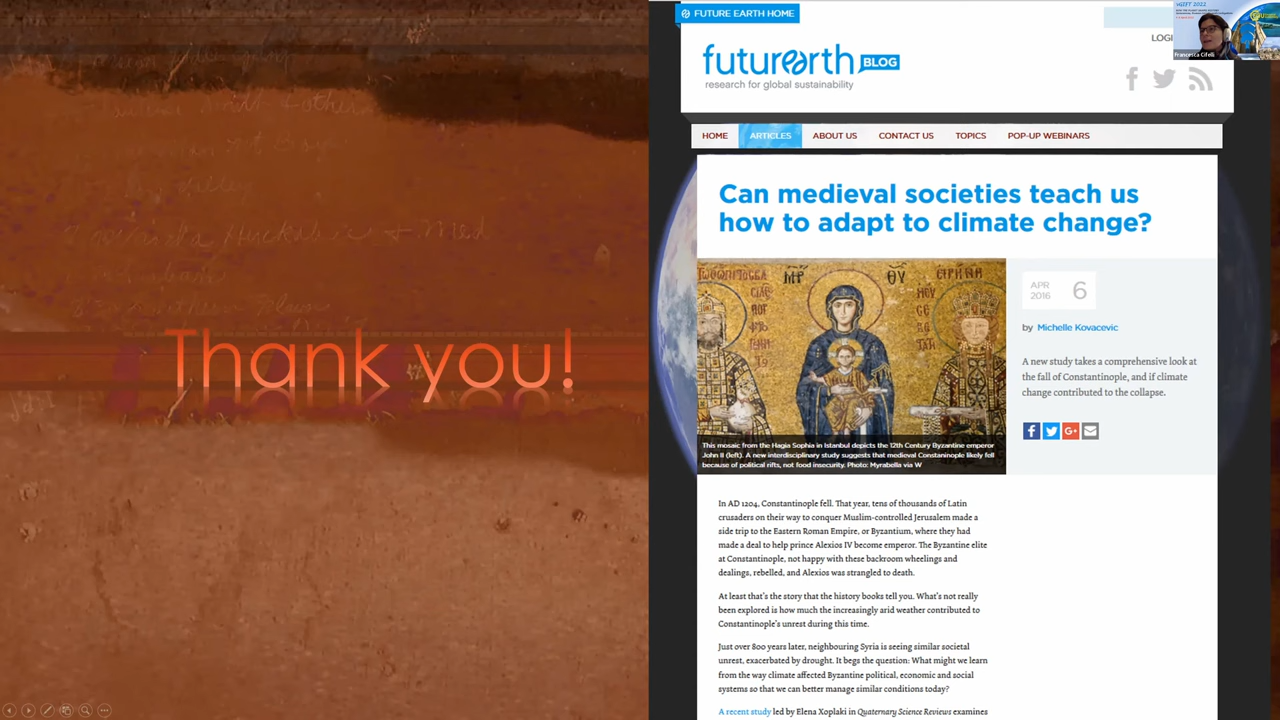 Thank you!
FUTURE EARTH HOME
futurearth BLOG
research for global sustainability
LOGI
VGIFT 2022
Francesca Cifelli
HOME
ARTICLES
ABOUT US
CONTACT US
TOPICS
POP-UP WEBINARS
Can medieval societies teach us
how to adapt to climate change?
ΜΡ ΘΥ
This mosaic from the Hagia Sophia in Istanbul depicts the 12th Century Byzantine emperor
John II (left). A new interdisciplinary study suggests that medieval Constaninople likely fell
because of political rifts, not food insecurity. Photo: Myrabella via W
APR
2016
6
by Michelle Kovacevic
A new study takes a comprehensive look at
the fall of Constantinople, and if climate
change contributed to the collapse.
In AD 1204, Constantinople fell. That year, tens of thousands of Latin
crusaders on their way to conquer Muslim-controlled Jerusalem made a
side trip to the Eastern Roman Empire, or Byzantium, where they had
made a deal to help prince Alexios IV become emperor. The Byzantine elite
at Constantinople, not happy with these backroom wheelings and
dealings, rebelled, and Alexios was strangled to death.
At least that's the story that the history books tell you. What's not really
been explored is how much the increasingly arid weather contributed to
Constantinople's unrest during this time.
Just over 800 years later, neighbouring Syria is seeing similar societal
unrest, exacerbated by drought. It begs the question: What might we learn
from the way climate affected Byzantine political, economic and social
systems so that we can better manage similar conditions today?
A recent study led by Elena Xoplaki in Quaternary Science Reviews examines